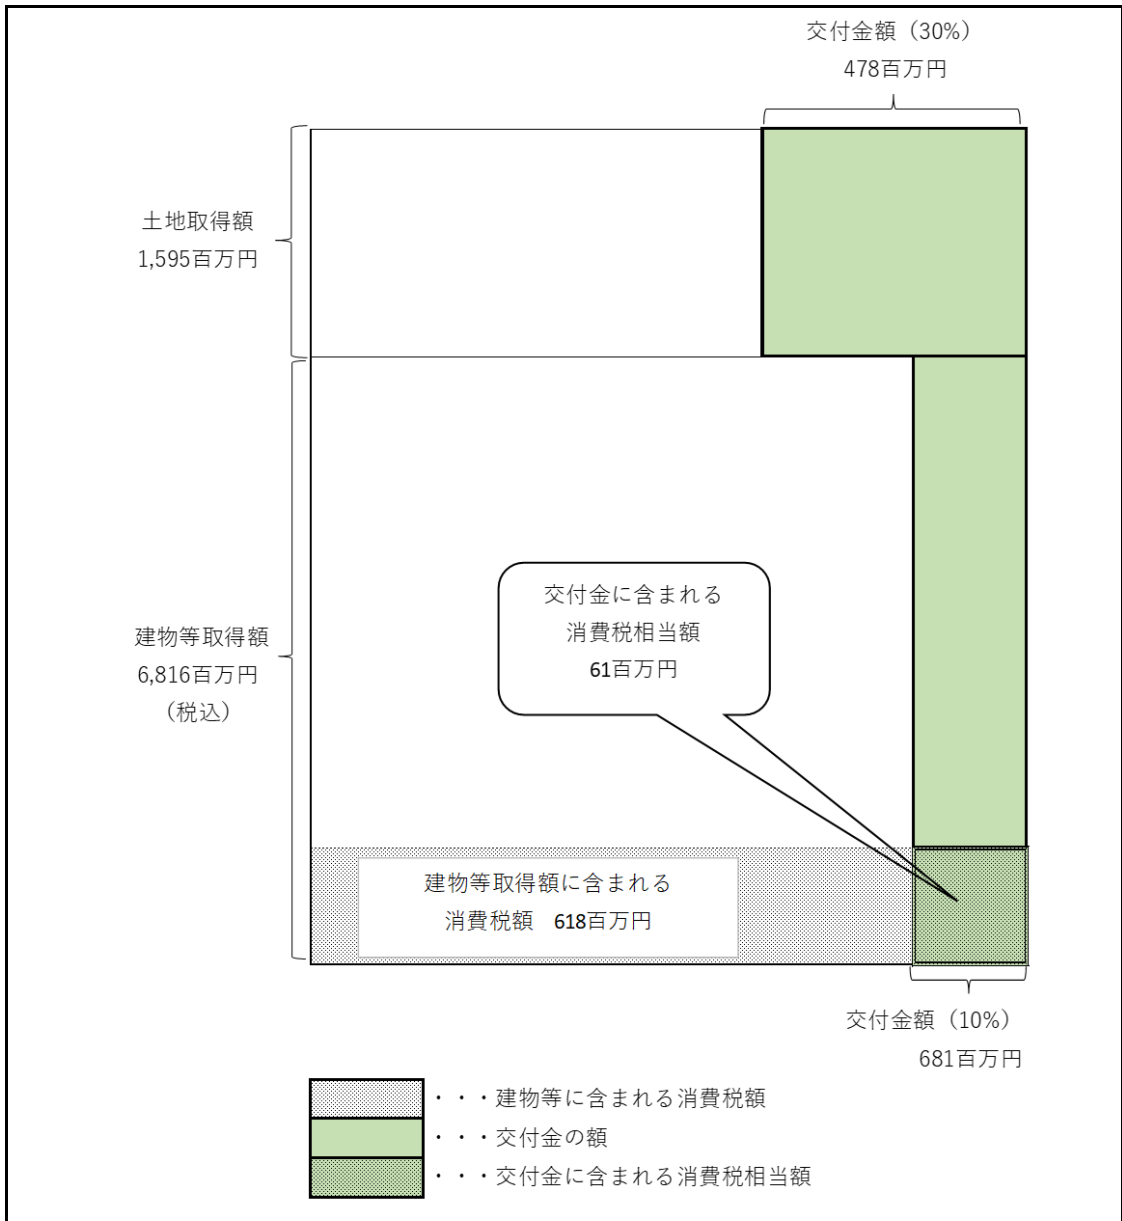 交付金額（30%）
478百万円
土地取得額
1,595百万円
交付金に含まれる
消費税相当額
61百万円
建物等取得額
6,816百万円
（税込）
建物等取得額に含まれる
消費税額　618百万円
交付金額（10%）
681百万円
・・・建物等に含まれる消費税額
・・・交付金の額
・・・交付金に含まれる消費税相当額